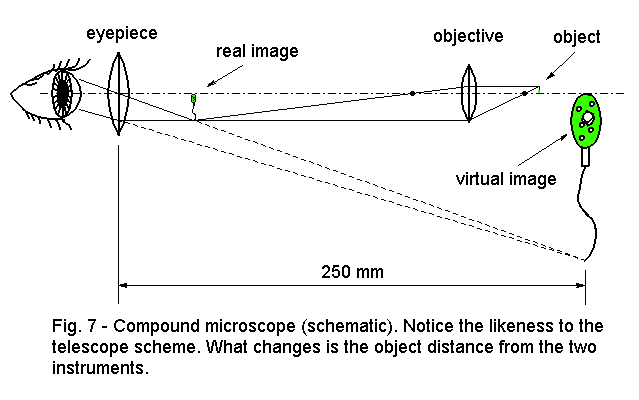 eyepiece
objective
object
real image
virtual image
250 mm
Fig. 7 - Compound microscope (schematic). Notice the likeness to the
telescope scheme. What changes is the object distance from the two
instruments.